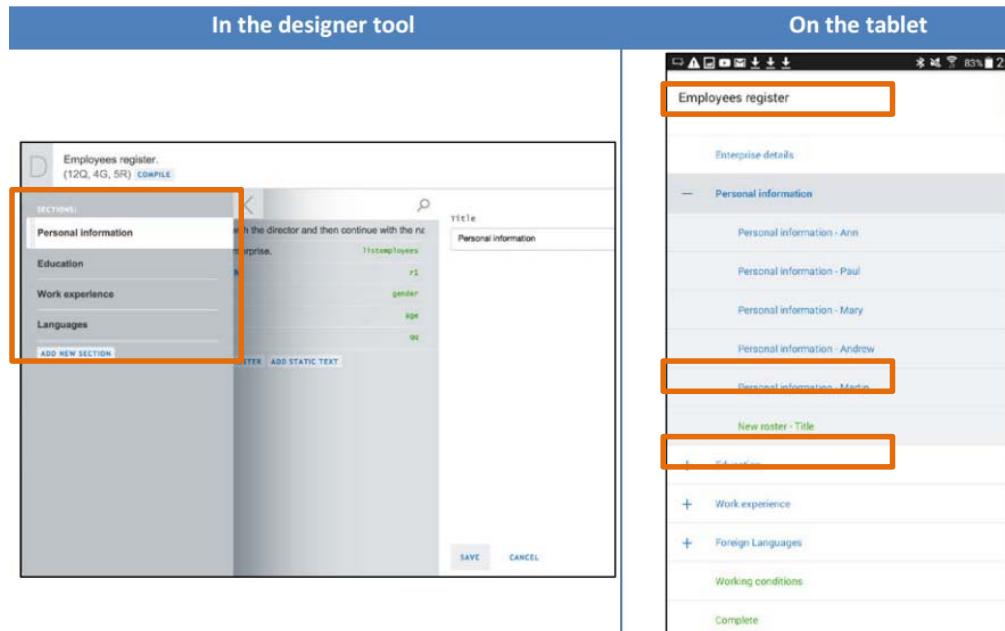 In the designer tool
On the tablet
D
Employees register.
(12Q, 4G, 5R) COMPILE
SECTIONS:
Personal information
Education
Work experience
Languages
ADD NEW SECTION
th the director and then continue with the na
erprise.
listemployees
r1
gender
age
qq
STER ADD STATIC TEXT
Title
Personal information
SAVE CANCEL
83% 2
Employees register
Enterprise details
Personal information
Personal information - Ann
Personal information - Paul
Personal information - Mary
Personal information - Andrew
Personal information - Martin
New roster - Title
Education
Work experience
Foreign Languages
Working conditions
Complete